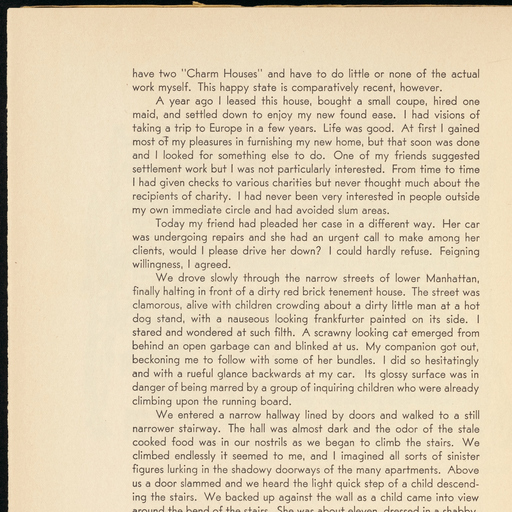 have two "Charm Houses" and have to do little or none of the actual
work myself. This happy state is comparatively recent, however.
A year ago I leased this house, bought a small coupe, hired one
maid, and settled down to enjoy my new found ease. I had visions of
taking a trip to Europe in a few years. Life was good. At first I gained
most of my pleasures in furnishing my new home, but that soon was done
and I looked for something else to do. One of my friends suggested
settlement work but I was not particularly interested. From time to time
I had given checks to various charities but never thought much about the
recipients of charity. I had never been very interested in people outside
my own immediate circle and had avoided slum areas.
Today my friend had pleaded her case in a different way. Her car
was undergoing repairs and she had an urgent call to make among her
clients, would I please drive her down? I could hardly refuse. Feigning
willingness, I agreed.
We drove slowly through the narrow streets of lower Manhattan,
finally halting in front of a dirty red brick tenement house. The street was
clamorous, alive with children crowding about a dirty little man at a hot
dog stand, with a nauseous looking frankfurter painted on its side. I
stared and wondered at such filth. A scrawny looking cat emerged from
behind an open garbage can and blinked at us. My companion got out,
beckoning me to follow with some of her bundles. I did so hesitatingly
and with a rueful glance backwards at my car. Its glossy surface was in
danger of being marred by a group of inquiring children who were already
climbing upon the running board.
We entered a narrow hallway lined by doors and walked to a still
narrower stairway. The hall was almost dark and the odor of the stale
cooked food was in our nostrils as we began to climb the stairs. We
climbed endlessly it seemed to me, and I imagined all sorts of sinister
figures lurking in the shadowy doorways of the many apartments. Above
us a door slammed and we heard the light quick step of a child descend-
ing the stairs. We backed up against the wall as a child came into view
around the bend of the stairs. She was about eleven, dressed in a shabby,